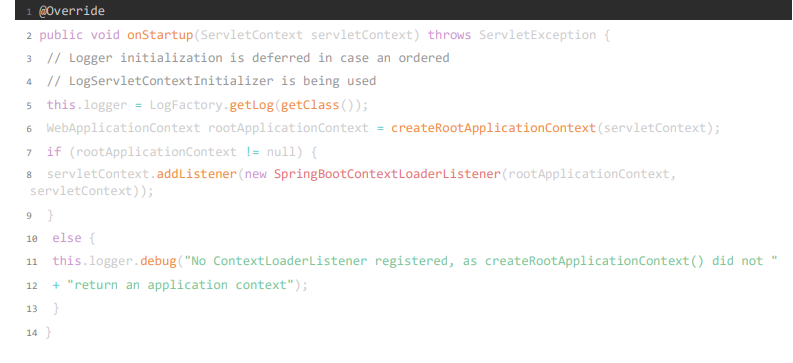 1 @Override
2 public void onStartup(ServletContext servletContext) throws ServletException {
3 // Logger initialization is deferred in case an ordered
4 // LogServletContextInitializer is being used
5 this.logger = LogFactory.getLog(getClass());
6 WebApplicationContext rootApplicationContext = createRootApplicationContext(servletContext);
7 if (rootApplicationContext != null) {
8 servletContext.addListener(new SpringBootContextLoaderListener(rootApplicationContext,
servletContext));
9 }
10 else {
11 this.logger.debug("No ContextLoaderListener registered, as createRootApplicationContext() did not "
12 + "return an application context");
13 }
14 }